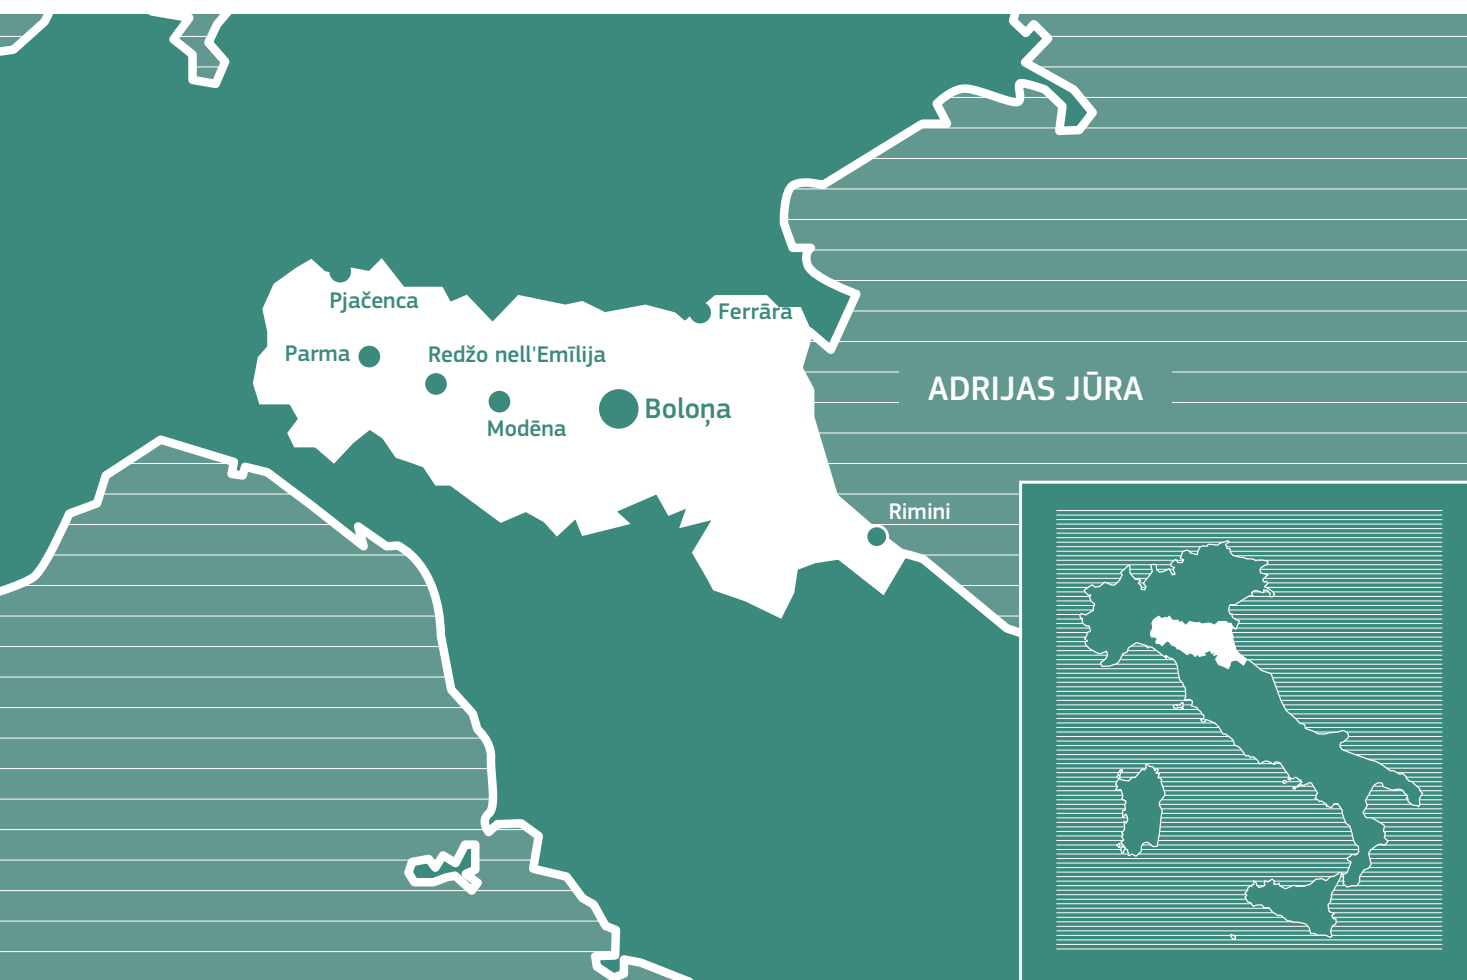 Pjačenca
Ferrāra
Parma
Redžo nell'Emīlija
Modēna
Boloņa
ADRIJAS JŪRA
Rimini